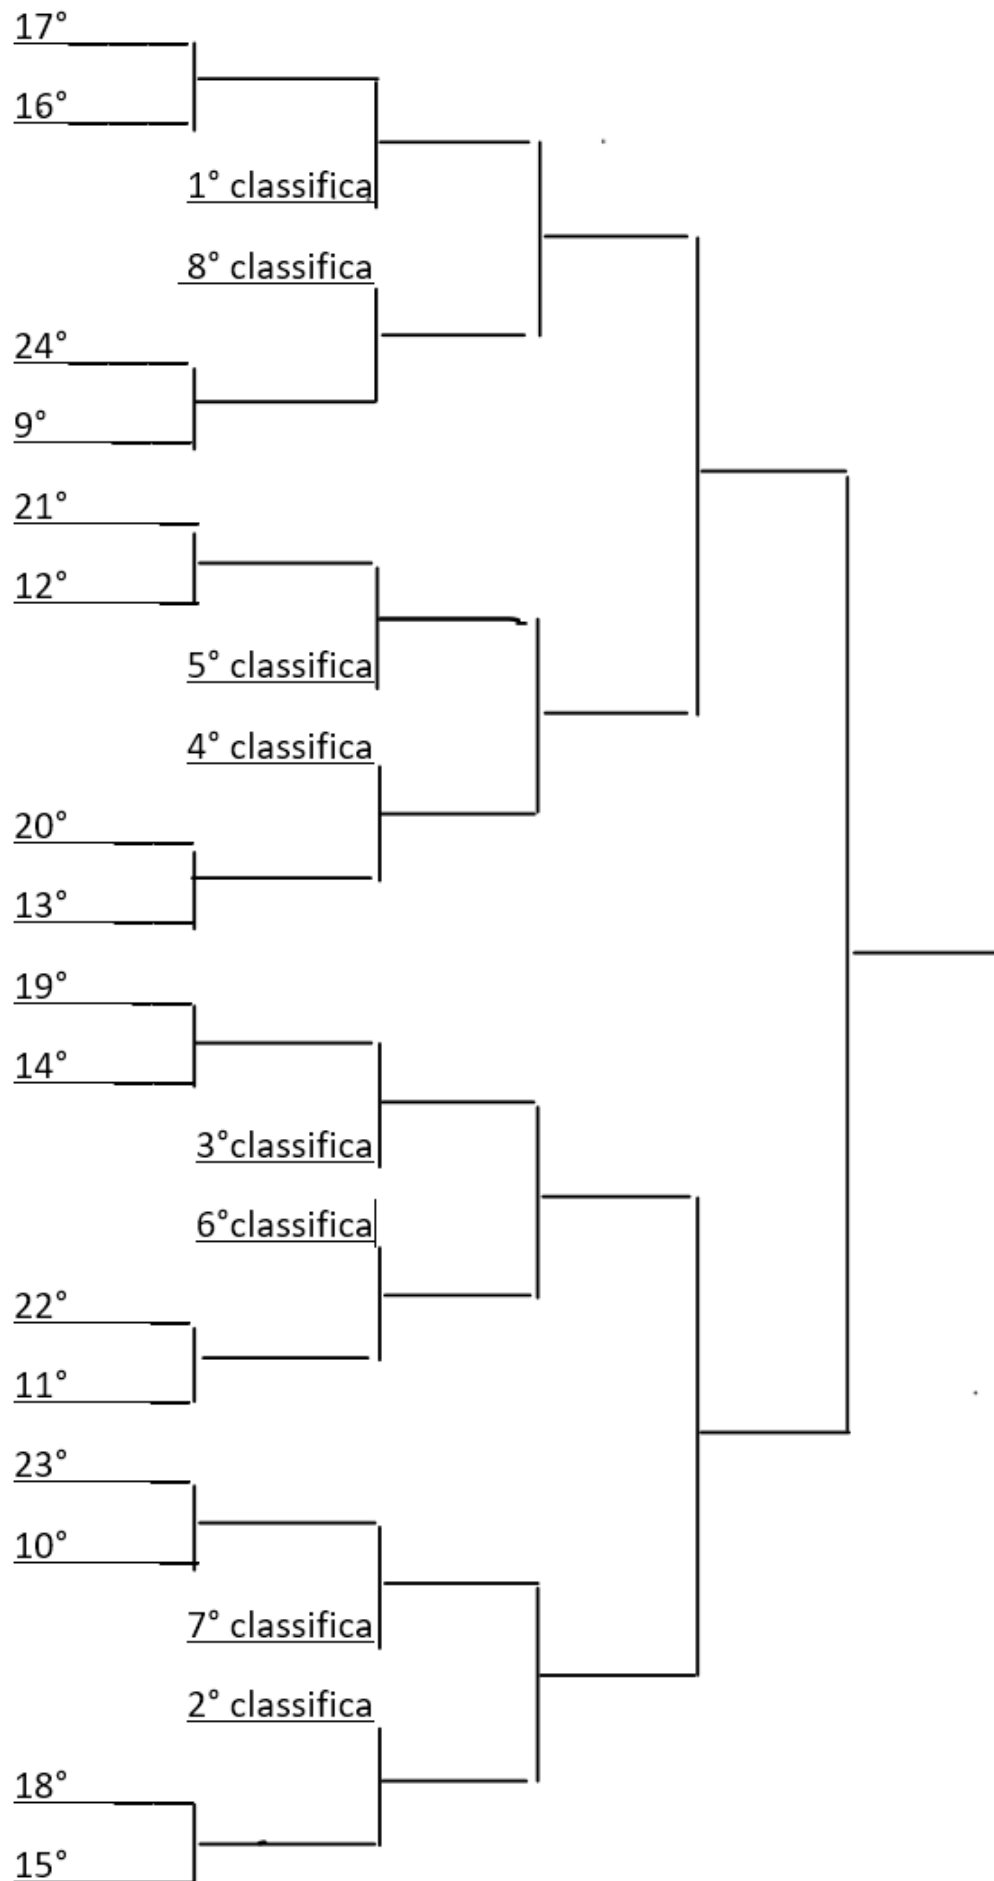 17°
16°
1° classifica
8° classifica
24°
9°
21°
12°
5° classifica
4° classifica
20°
13°
19°
14°
3°classifica
6°classifica
22°
11°
23°
10°
7° classifica
2° classifica
18°
15°